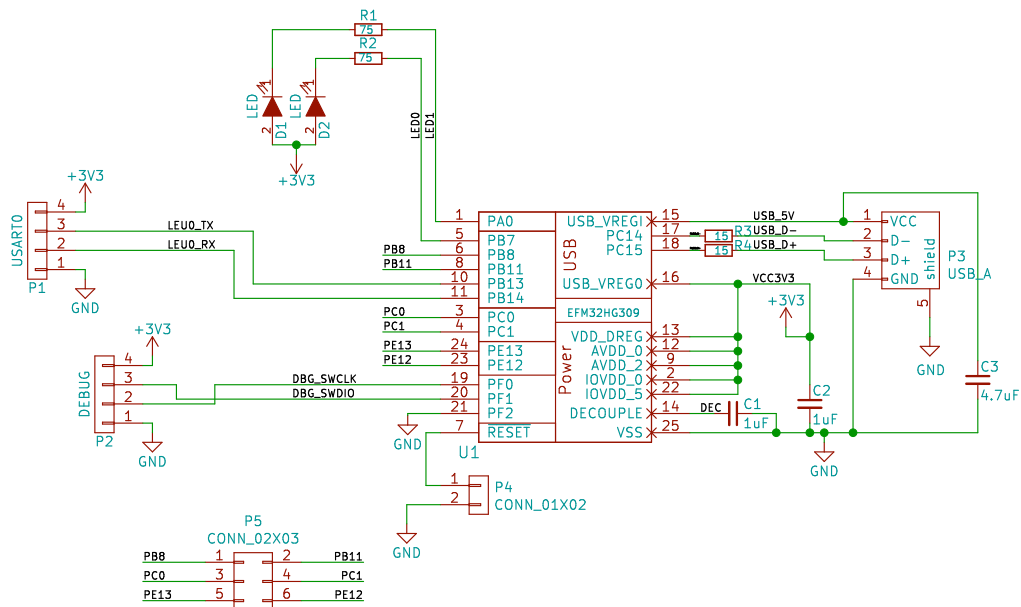 R1
75
R2
75
LED
1
2
D1
LED
1
2
D2
+3V3
LED0
LED1
+3V3
USART0
4
3
2
1
P1
GND
LEU0_TX
LEU0_RX
+3V3
DEBUG
4
3
2
1
P2
GND
DBG_SWCLK
DBG_SWDIO
PB8
PB11
PC0
PC1
PE13
PE12
1 PA0
5 PB7
6 PB8
8 PB11
10 PB13
11 PB14
3 PC0
4 PC1
24 PE13
23 PE12
19 PF0
20 PF1
21 PF2
7 RESET
U1
GND
USB
EFM32HG309
Power
USB_VREGI 15
PC14 17
PC15 18
USB_VREGO 16
VDD_DREG 13
AVDD_0 12
AVDD_2 9
IOVDD_0 2
IOVDD_5 22
DECOUPLE 14
VSS 25
USB_5V
15 R3 USB_D-
15 R4 USB_D+
VCC3V3
+3V3
DEC
C1
1uF
C2
1uF
GND
1 VCC
2 D-
3 D+
4 GND
shield
5
P3
USB_A
GND
C3
4.7uF
1
2
P4
CONN_01X02
GND
P5
CONN_02X03
PB8 1 2 PB11
PC0 3 4 PC1
PE13 5 6 PE12